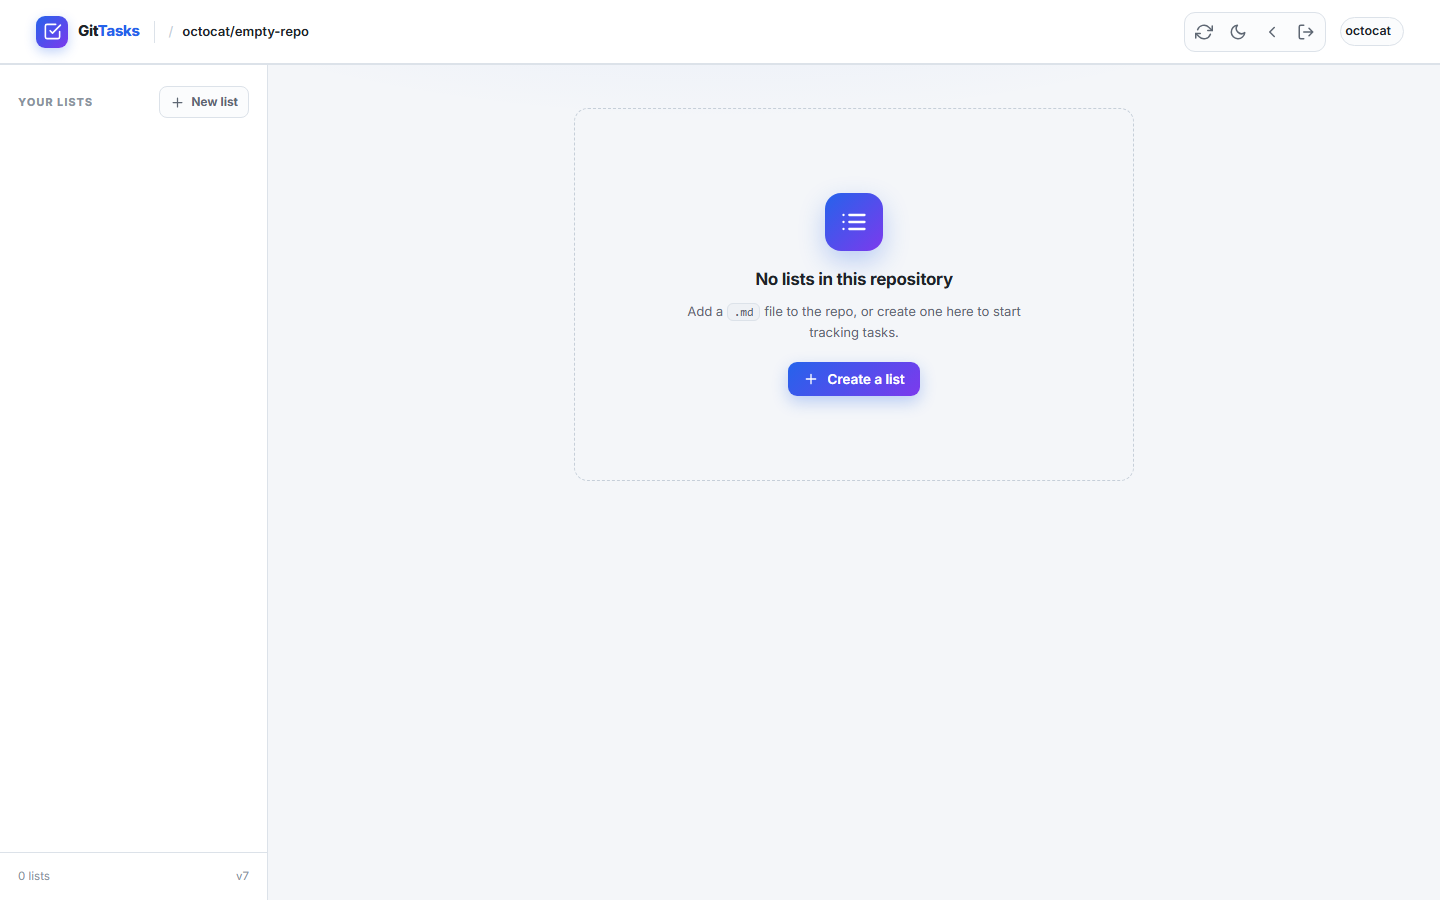 GitTasks / octocat/empty-repo
octocat
YOUR LISTS
New list
No lists in this repository
Add a .md file to the repo, or create one here to start
tracking tasks.
Create a list
0 lists
v7